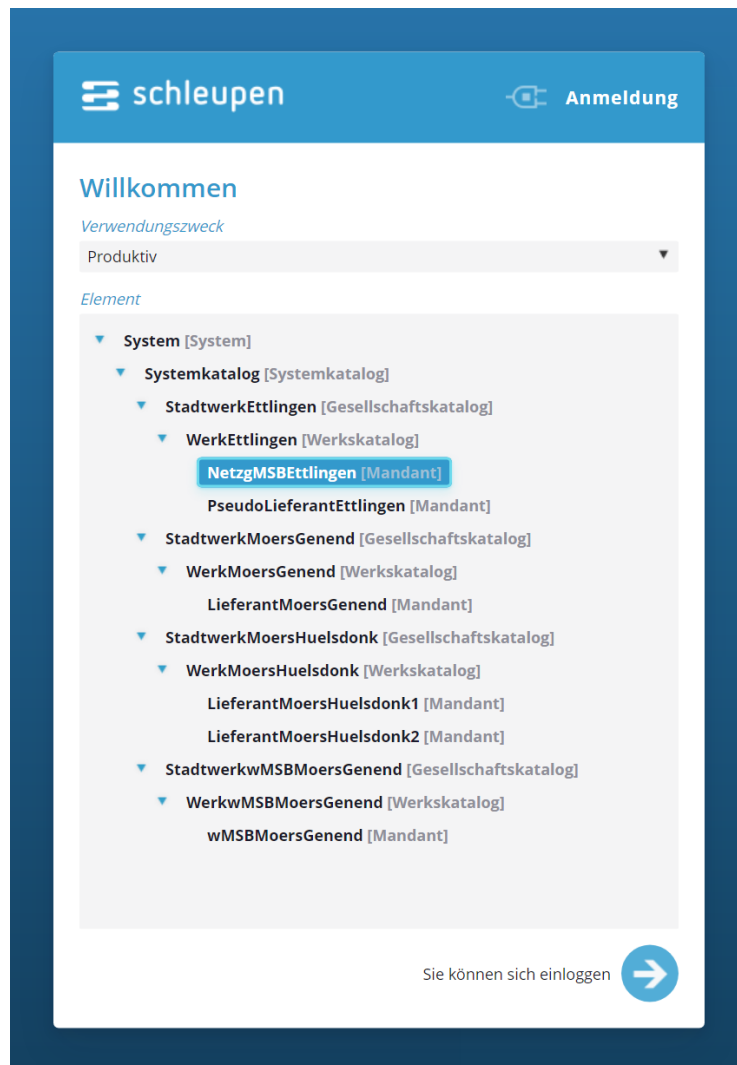 schleupen
Anmeldung
Willkommen
Verwendungszweck
Produktiv
Element
System [System]
Systemkatalog [Systemkatalog]
StadtwerkEttlingen [Gesellschaftskatalog]
WerkEttlingen [Werkskatalog]
NetzgMSBEttlingen [Mandant]
PseudoLieferantEttlingen [Mandant]
StadtwerkMoersGenend [Gesellschaftskatalog]
WerkMoersGenend [Werkskatalog]
LieferantMoersGenend [Mandant]
StadtwerkMoersHuelsdonk [Gesellschaftskatalog]
WerkMoersHuelsdonk [Werkskatalog]
LieferantMoersHuelsdonk1 [Mandant]
LieferantMoersHuelsdonk2 [Mandant]
StadtwerkwMSBMoersGenend [Gesellschaftskatalog]
WerkwMSBMoersGenend [Werkskatalog]
wMSBMoersGenend [Mandant]
Sie können sich einloggen